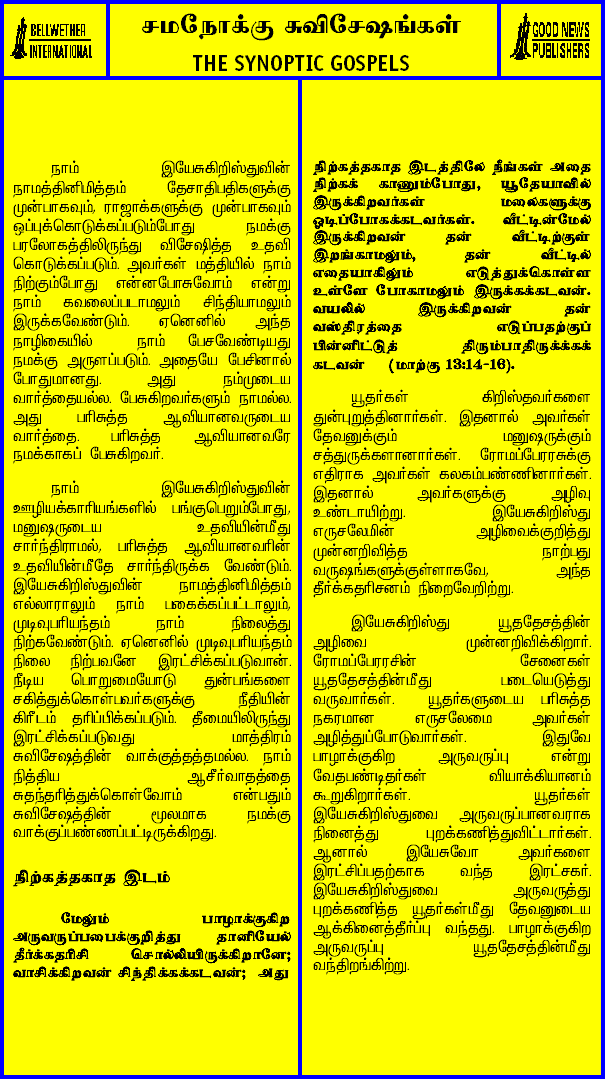 BELLWETHER
INTERNATIONAL
சமநோக்கு சுவிசேஷங்கள்
THE SYNOPTIC GOSPELS
GOOD NEWS
PUBLISHERS
நாம் இயேசுகிறிஸ்துவின்
நாமத்தினிமித்தம் தேசாதிபதிகளுக்கு
முன்பாகவும், ராஜாக்களுக்கு முன்பாகவும்
ஒப்புக்கொடுக்கப்படும்போது நமக்கு
பரலோகத்திலிருந்து விசேஷித்த உதவி
கொடுக்கப்படும். அவர்கள் மத்தியில் நாம்
நிற்கும்போது என்னபோசுவோம் என்று
நாம் கவலைப்படாமலும் சிந்தியாமலும்
இருக்கவேண்டும். ஏனெனில் அந்த
நாழிகையில் நாம் பேசவேண்டியது
நமக்கு அருளப்படும். அதையே பேசினால்
போதுமானது. அது நம்முடைய
வார்த்தையல்ல. பேசுகிறவர்களும் நாமல்ல.
அது பரிசுத்த ஆவியானவருடைய
வார்த்தை. பரிசுத்த ஆவியானவரே
நமக்காகப் பேசுகிறவர்.
நாம் இயேசுகிறிஸ்துவின்
ஊழியக்காரியங்களில் பங்குபெறும்போது,
மனுஷருடைய உதவியின்மீது
சார்ந்திராமல், பரிசுத்த ஆவியானவரின்
உதவியின்மீதே சார்ந்திருக்க வேண்டும்.
இயேசுகிறிஸ்துவின் நாமத்தினிமித்தம்
எல்லாராலும் நாம் பகைக்கப்பட்டாலும்,
முடிவுபரியந்தம் நாம் நிலைத்து
நிற்கவேண்டும். ஏனெனில் முடிவுபரியந்தம்
நிலை நிற்பவனே இரட்சிக்கப்படுவான்.
நீடிய பொறுமையோடு துன்பங்களை
சகித்துக்கொள்பவர்களுக்கு நீதியின்
கிரீடம் தரிப்பிக்கப்படும். தீமையிலிருந்து
இரட்சிக்கப்படுவது மாத்திரம்
சுவிசேஷத்தின் வாக்குத்தத்தமல்ல. நாம்
நித்திய ஆசீர்வாதத்தை
சுதந்தரித்துக்கொள்வோம் என்பதும்
சுவிசேஷத்தின் மூலமாக நமக்கு
வாக்குப்பண்ணப்பட்டிருக்கிறது.
நிற்கத்தகாத இடம்
மேலும் பாழாக்குகிற
அருவருப்பபைக்குறித்து தானியேல்
தீர்க்கதரிசி சொல்லியிருக்கிறானே;
வாசிக்கிறவன் சிந்திக்கக்கடவன்; அது
நிற்கத்தகாத இடத்திலே நீங்கள் அதை
நிற்கக் காணும்போது, யூதேயாவில்
இருக்கிறவர்கள் மலைகளுக்கு
ஓடிப்போகக்கடவர்கள். வீட்டின்மேல்
இருக்கிறவன் தன் வீட்டிற்குள்
இறங்காமலும், தன் வீட்டில்
எதையாகிலும் எடுத்துக்கொள்ள
உள்ளே போகாமலும் இருக்கக்கடவன்.
வயலில் இருக்கிறவன் தன்
வஸ்திரத்தை எடுப்பதற்குப்
பின்னிட்டுத் திரும்பாதிருக்க்கக்
கடவன் (மாற்கு 13:14-16).
யூதர்கள் கிறிஸ்தவர்களை
துன்புறுத்தினார்கள். இதனால் அவர்கள்
தேவனுக்கும் மனுஷருக்கும்
சத்துருக்களானார்கள். ரோமப்பேரரசுக்கு
எதிராக அவர்கள் கலகம்பண்ணினார்கள்.
இதனால் அவர்களுக்கு அழிவு
உண்டாயிற்று. இயேசுகிறிஸ்து
எருசலேமின் அழிவைக்குறித்து
முன்னறிவித்த நாற்பது
வருஷங்களுக்குள்ளாகவே, அந்த
தீர்க்கதரிசனம் நிறைவேறிற்று.
இயேசுகிறிஸ்து யூததேசத்தின்
அழிவை முன்னறிவிக்கிறார்.
ரோமப்பேரரசின் சேனைகள்
யூததேசத்தின்மீது படையெடுத்து
வருவார்கள். யூதர்களுடைய பரிசுத்த
நகரமான எருசலேமை அவர்கள்
அழித்துப்போடுவார்கள். இதுவே
பாழாக்குகிற அருவருப்பு என்று
வேதபண்டிதர்கள் வியாக்கியானம்
கூறுகிறார்கள். யூதர்கள்
இயேசுகிறிஸ்துவை அருவருப்பானவராக
நினைத்து புறக்கணித்துவிட்டார்கள்.
ஆனால் இயேசுவோ அவர்களை
இரட்சிப்பதற்காக வந்த இரட்சகர்.
இயேசுகிறிஸ்துவை அருவருத்து
புறக்கணித்த யூதர்கள்மீது தேவனுடைய
ஆக்கினைத்தீர்ப்பு வந்தது. பாழாக்குகிற
அருவருப்பு யூததேசத்தின்மீது
வந்திறங்கிற்று.